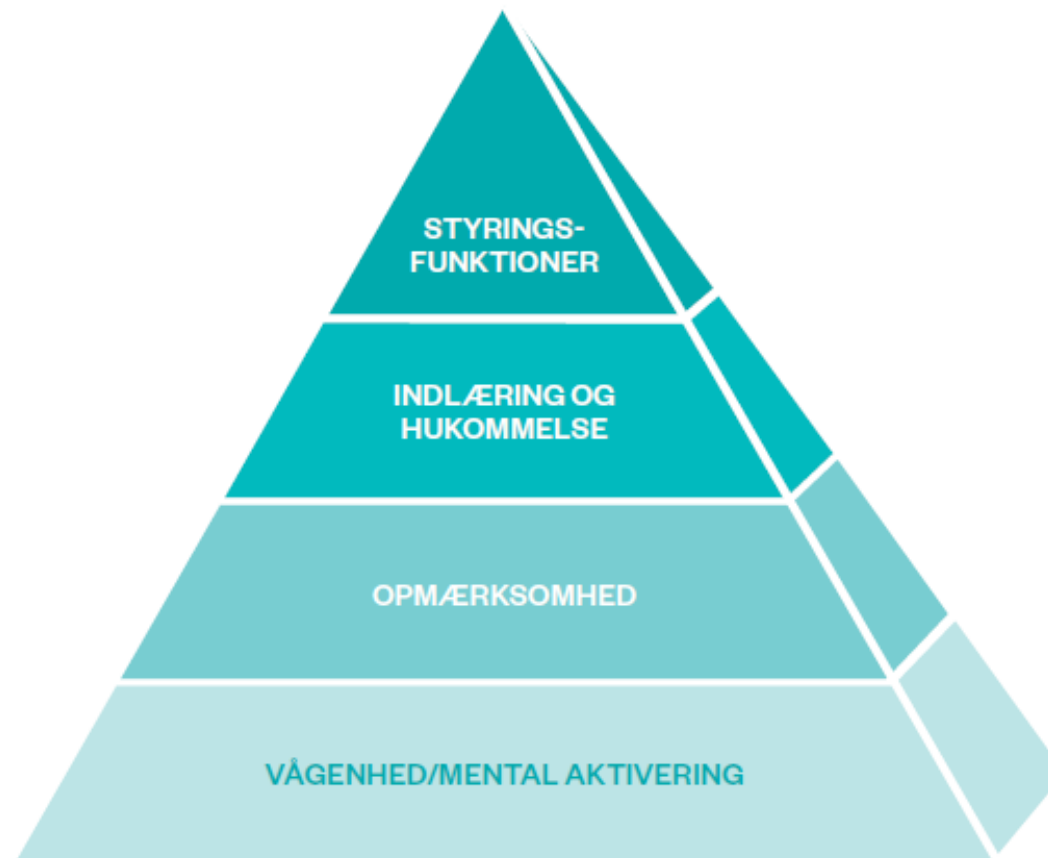 STYRINGS-
FUNKTIONER
INDLÆRING OG
HUKOMMELSE
OPMÆRKSOMHED
VÅGENHED/MENTAL AKTIVERING